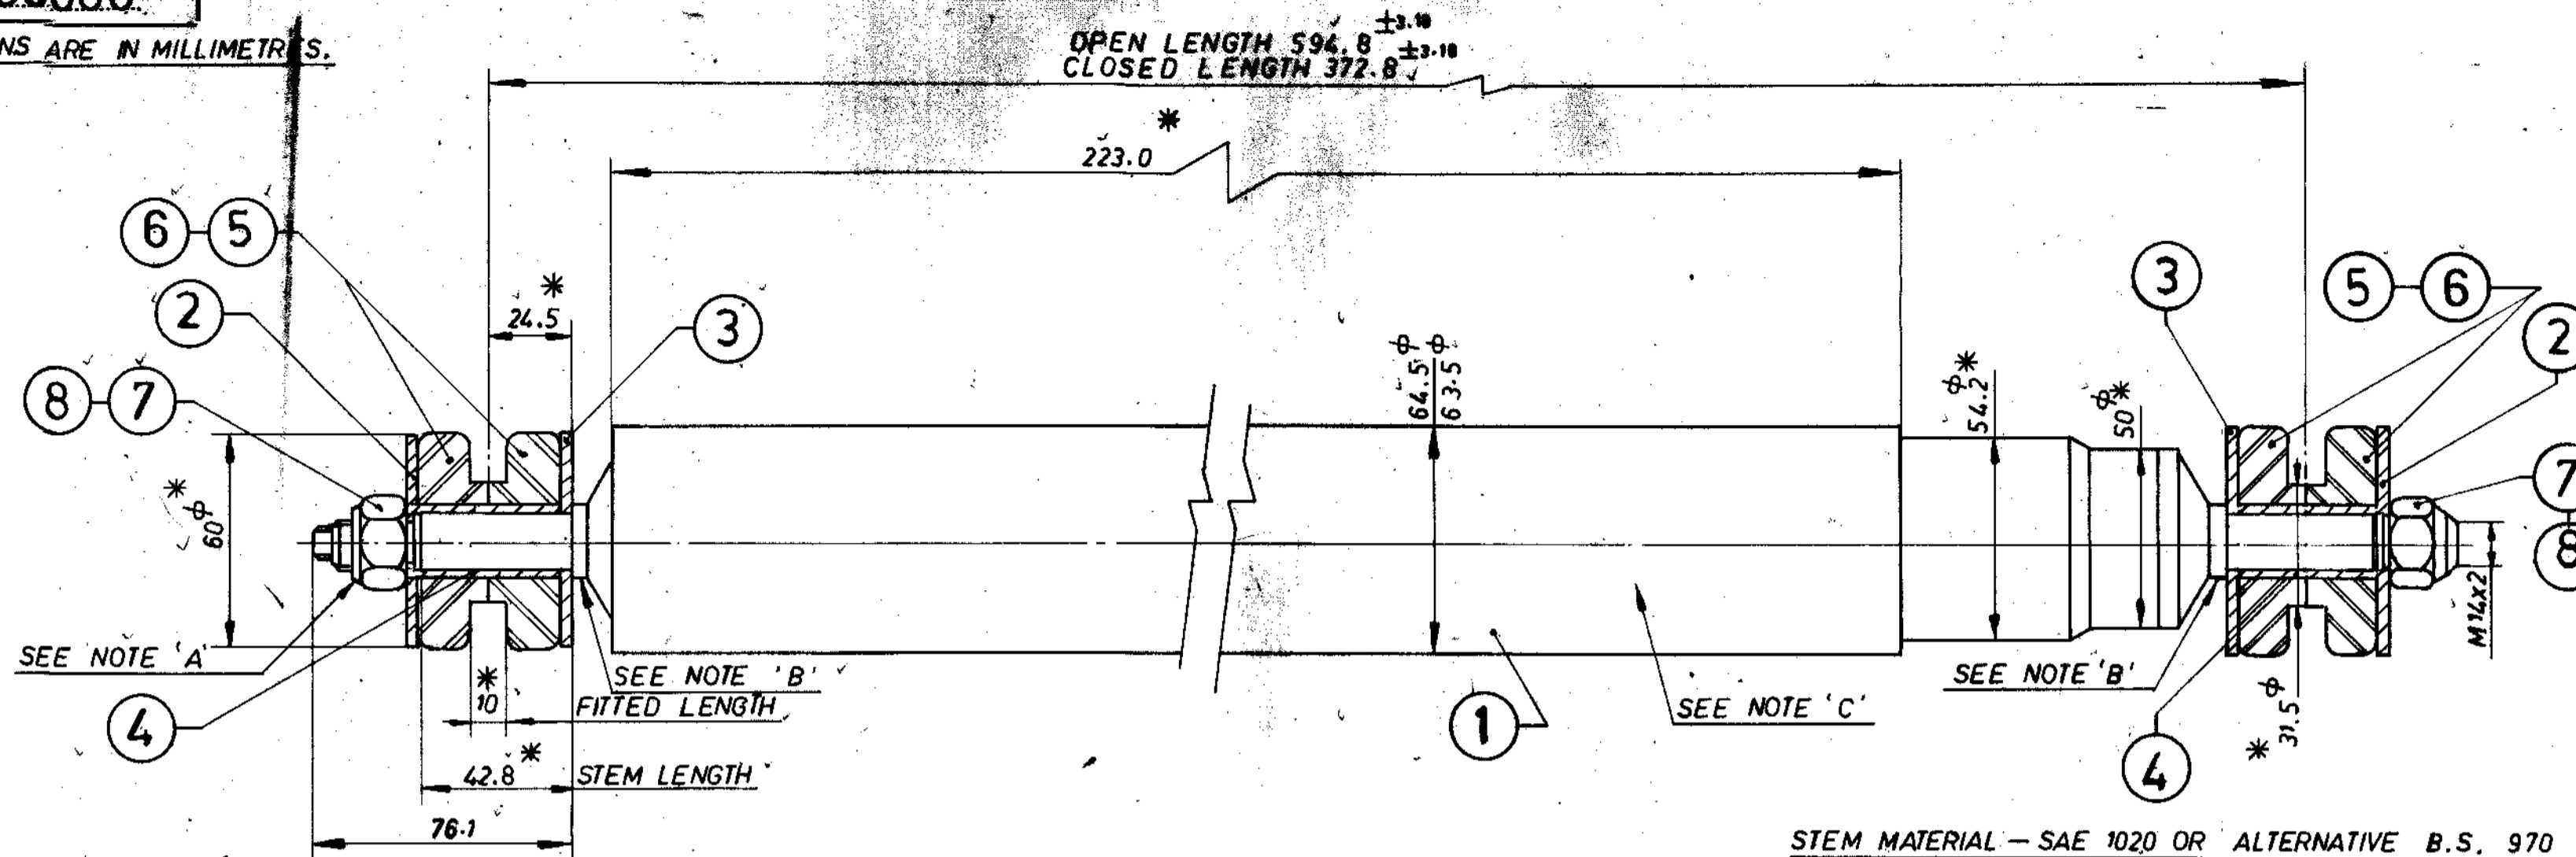 NS ARE IN MILLIMETRES.
OPEN LENGTH 594.8 ±3.18
CLOSED LENGTH 372.8 ±3.18
*
223.0
6 5
2
*
24.5
3
8 7
64.5 φ
63.5 φ
54.2 φ *
50 φ *
3
5 6
2
7
8
M14x2
* 60 φ
SEE NOTE 'A'
4
*
10
SEE NOTE 'B'
FITTED LENGTH
42.8 *
STEM LENGTH
76.1
1
SEE NOTE 'C'
SEE NOTE 'B'
4
* 31.5 φ
STEM MATERIAL — SAE 1020 OR ALTERNATIVE B.S. 970